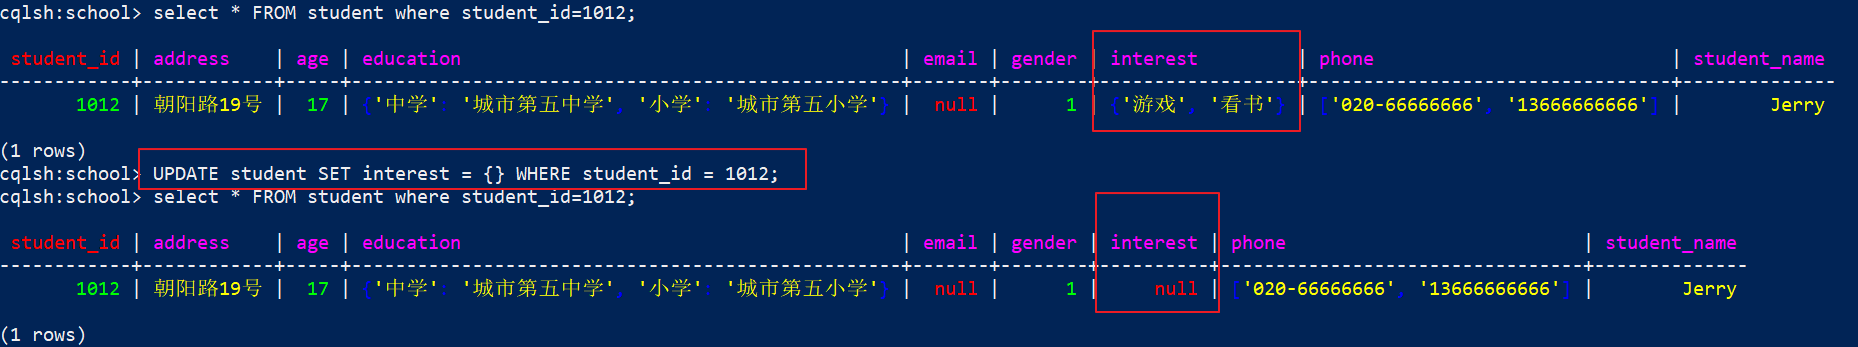 cqlsh:school> select * FROM student where student_id=1012;
student_id | address | age | education | email | gender | interest | phone | student_name
------------+-----------+-----+--------------------------------------------------+-------+--------+------------------+---------------------------------+--------------
1012 | 朝阳路19号 | 17 | {'中学': '城市第五中学', '小学': '城市第五小学'} | null | 1 | {'游戏', '看书'} | ['020-66666666', '13666666666'] | Jerry
(1 rows)
cqlsh:school> UPDATE student SET interest = {} WHERE student_id = 1012;
cqlsh:school> select * FROM student where student_id=1012;
student_id | address | age | education | email | gender | interest | phone | student_name
------------+-----------+-----+--------------------------------------------------+-------+--------+----------+---------------------------------+--------------
1012 | 朝阳路19号 | 17 | {'中学': '城市第五中学', '小学': '城市第五小学'} | null | 1 | null | ['020-66666666', '13666666666'] | Jerry
(1 rows)